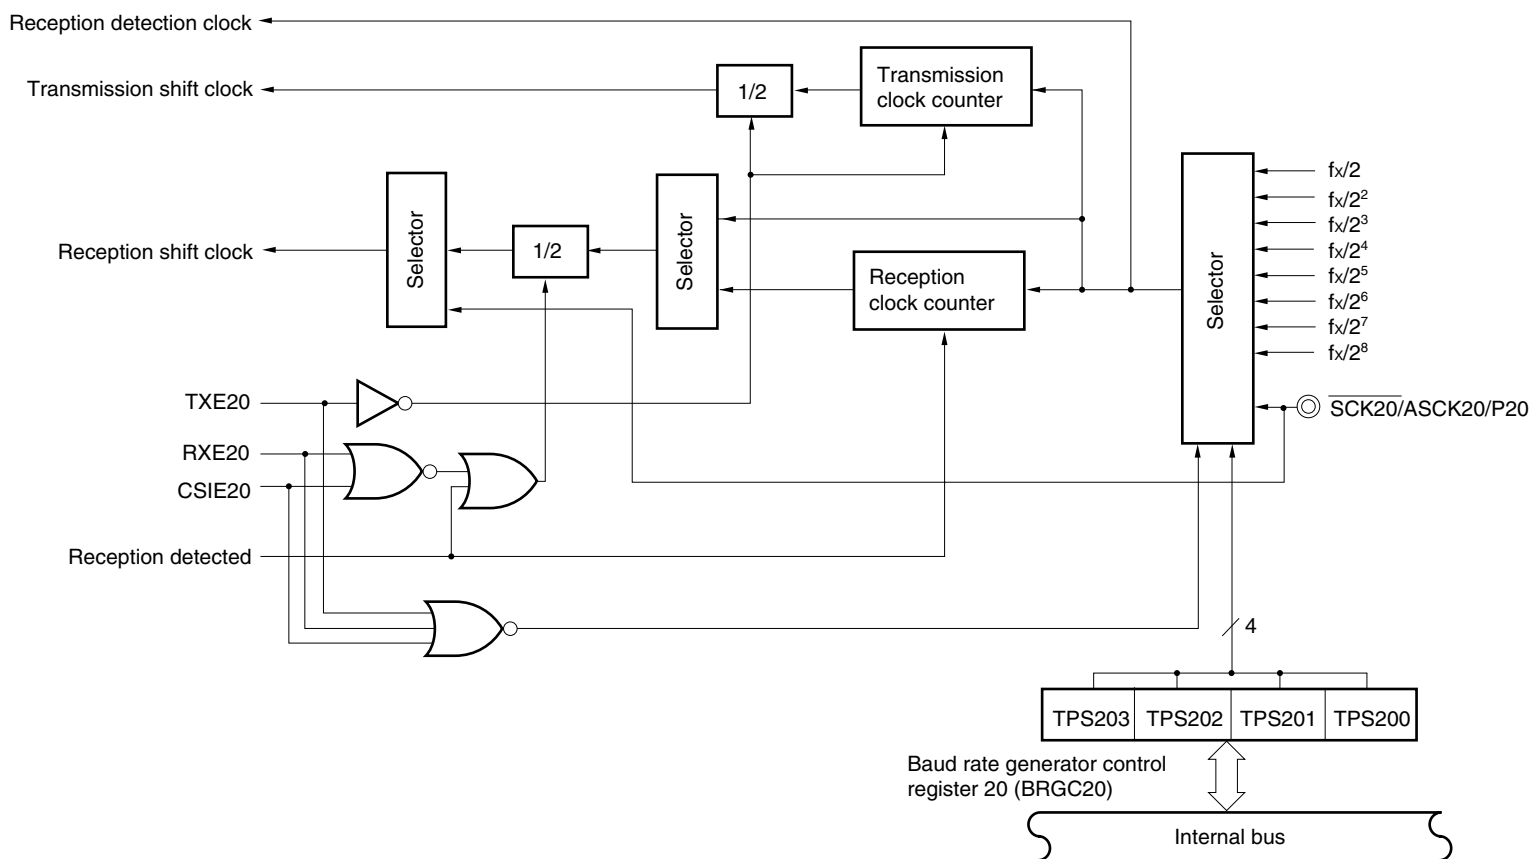 Reception detection clock
Transmission shift clock
1/2
Transmission
clock counter
Selector
fx/2
fx/2²
fx/2³
fx/2⁴
fx/2⁵
fx/2⁶
fx/2⁷
fx/2⁸
Reception shift clock
Selector
1/2
Selector
Reception
clock counter
TXE20
SCK20/ASCK20/P20
RXE20
CSIE20
Reception detected
4
TPS203 TPS202 TPS201 TPS200
Baud rate generator control
register 20 (BRGC20)
Internal bus